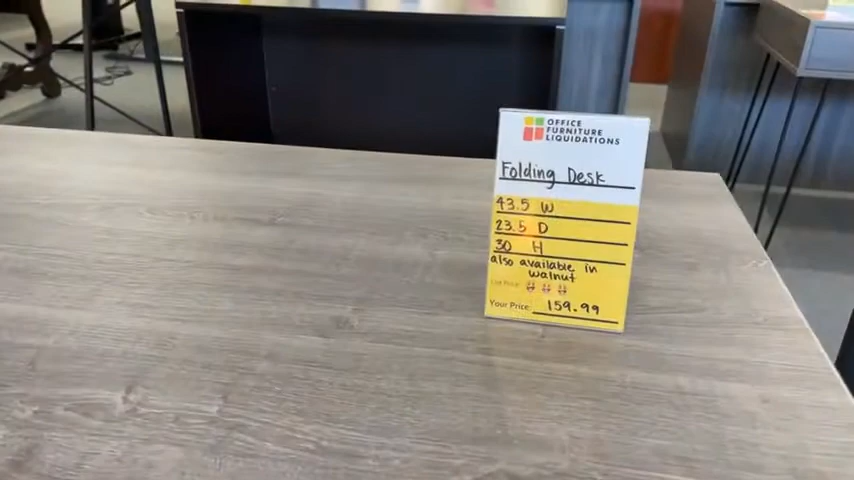 OFFICE
FURNITURE
LIQUIDATIONS
Folding Desk
43.5 W
23.5 D
30 H
also available in
walnut
List Price
Your Price 159.99